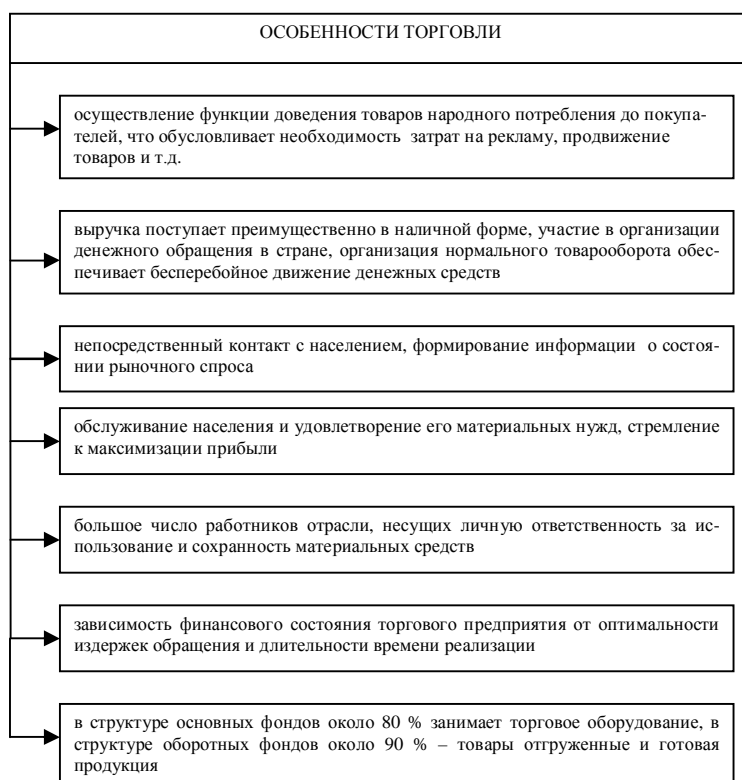 ОСОБЕННОСТИ ТОРГОВЛИ
осуществление функции доведения товаров народного потребления до покупа-
телей, что обусловливает необходимость затрат на рекламу, продвижение
товаров и т.д.
выручка поступает преимущественно в наличной форме, участие в организации
денежного обращения в стране, организация нормального товарооборота обес-
печивает бесперебойное движение денежных средств
непосредственный контакт с населением, формирование информации о состоя-
нии рыночного спроса
обслуживание населения и удовлетворение его материальных нужд, стремление
к максимизации прибыли
большое число работников отрасли, несущих личную ответственность за ис-
пользование и сохранность материальных средств
зависимость финансового состояния торгового предприятия от оптимальности
издержек обращения и длительности времени реализации
в структуре основных фондов около 80 % занимает торговое оборудование, в
структуре оборотных фондов около 90 % – товары отгруженные и готовая
продукция